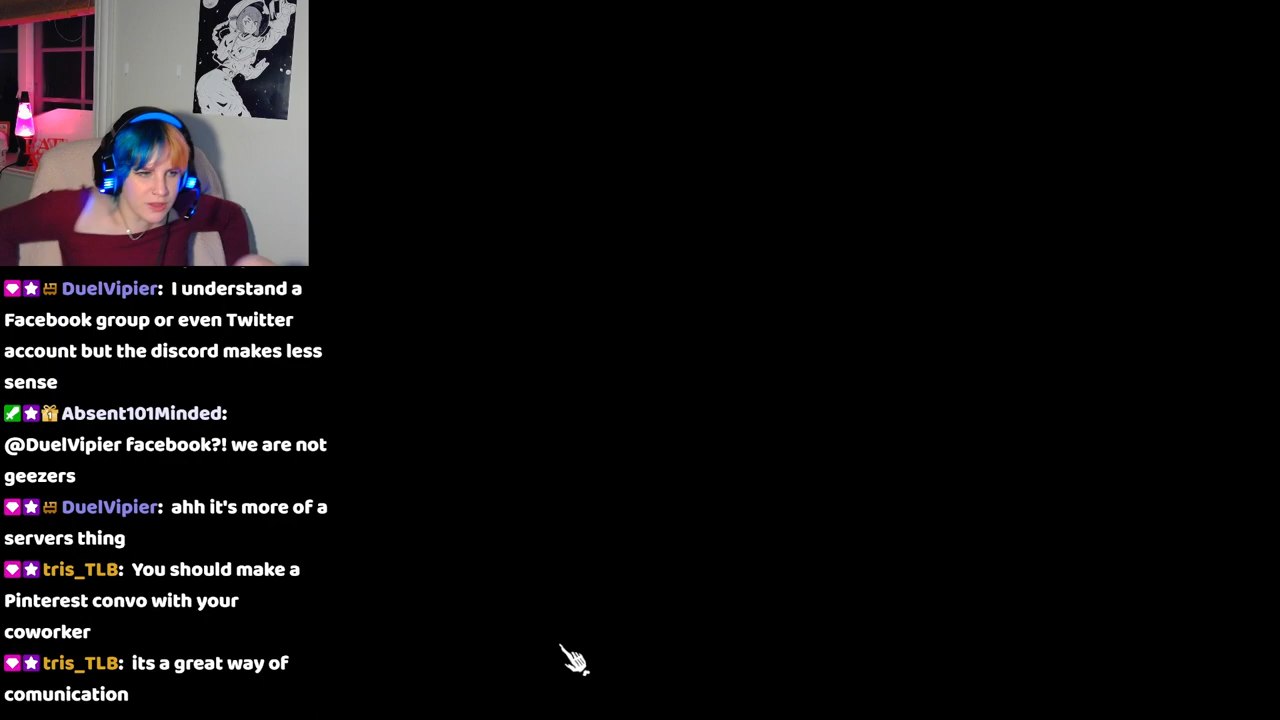 DuelVipier: I understand a
Facebook group or even Twitter
account but the discord makes less
sense
Absent101Minded:
@DuelVipier facebook?! we are not
geezers
DuelVipier: ahh it's more of a
servers thing
tris_TLB: You should make a
Pinterest convo with your
coworker
tris_TLB: its a great way of
comunication